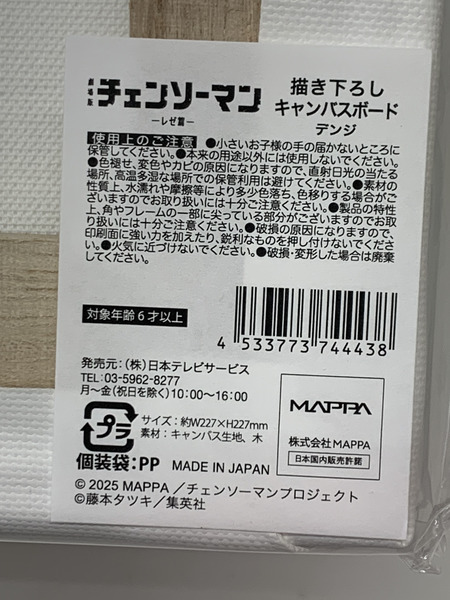 劇場版 チェンソーマン
―レゼ篇―
描き下ろし
キャンバスボード
デンジ
使用上のご注意 ●小さいお子様の手の届かないところに
保管してください。●本来の用途以外には使用しないでください。
●色褪せ、変色やカビの原因になりますので、直射日光の当たる
場所、高温多湿な場所での保管利用は避けてください。●素材の
性質上、水濡れや摩擦等により多少色落ち、色移りする場合がご
ざいますのでお取り扱いには十分ご注意ください。●製品の特性
上、角やフレームの一部に尖っている部分がございますのでお取
り扱いには十分ご注意ください。●破損の原因になりますので、
印刷面に強い力を加えたり、鋭利なものを押し付けないでくださ
い。●火気に近づけないでください。●破損・変形した場合は廃棄
してください。
対象年齢6才以上
4 533773 744438
発売元：（株）日本テレビサービス
TEL: 03-5962-8277
月～金（祝日を除く）10:00～16:00
プラ
サイズ：約W227×H227mm
素材：キャンバス生地、木
個装袋:PP MADE IN JAPAN
MAPPA
株式会社MAPPA
日本国内販売許諾
© 2025 MAPPA ／チェンソーマンプロジェクト
©藤本タツキ／集英社